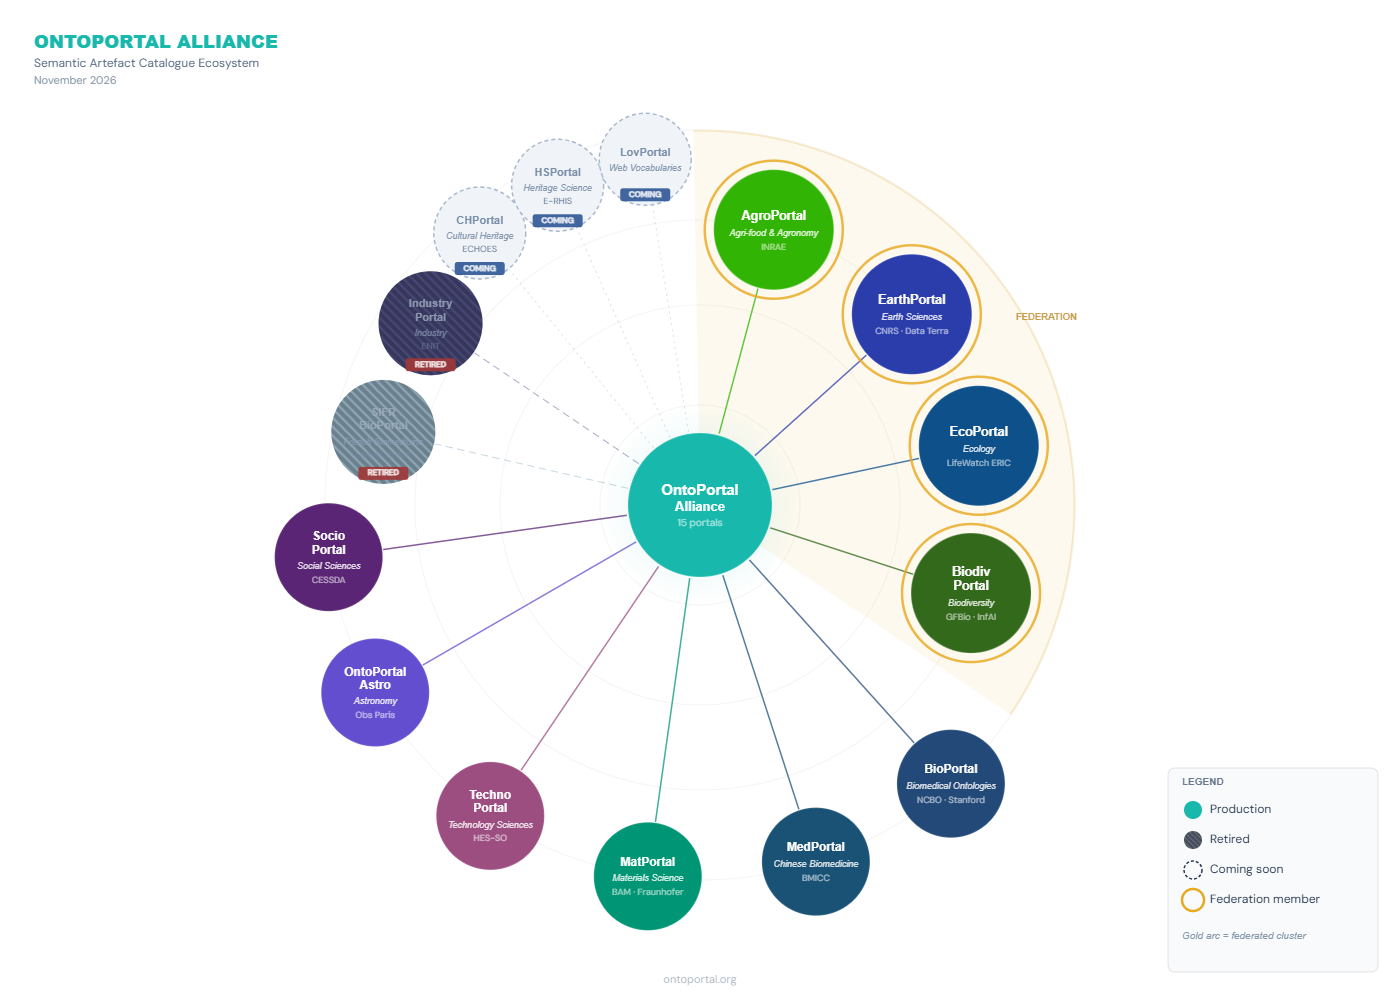 ONTOPORTAL ALLIANCE
Semantic Artefact Catalogue Ecosystem
November 2026
LovPortal
Web Vocabularies
COMING
HSPortal
Heritage Science
E-RHIS
COMING
CHPortal
Cultural Heritage
ECHOES
COMING
Industry
Portal
Industry
ENIT
RETIRED
SIFR
BioPortal
RETIRED
Socio
Portal
Social Sciences
CESSDA
OntoPortal
Astro
Astronomy
Obs Paris
Techno
Portal
Technology Sciences
HES-SO
MatPortal
Materials Science
BAM · Fraunhofer
MedPortal
Chinese Biomedicine
BMICC
BioPortal
Biomedical Ontologies
NCBO · Stanford
Biodiv
Portal
Biodiversity
GFBio · InfAI
EcoPortal
Ecology
LifeWatch ERIC
EarthPortal
Earth Sciences
CNRS · Data Terra
AgroPortal
Agri-food & Agronomy
INRAE
FEDERATION
OntoPortal
Alliance
15 portals
LEGEND
Production
Retired
Coming soon
Federation member
Gold arc = federated cluster
ontoportal.org